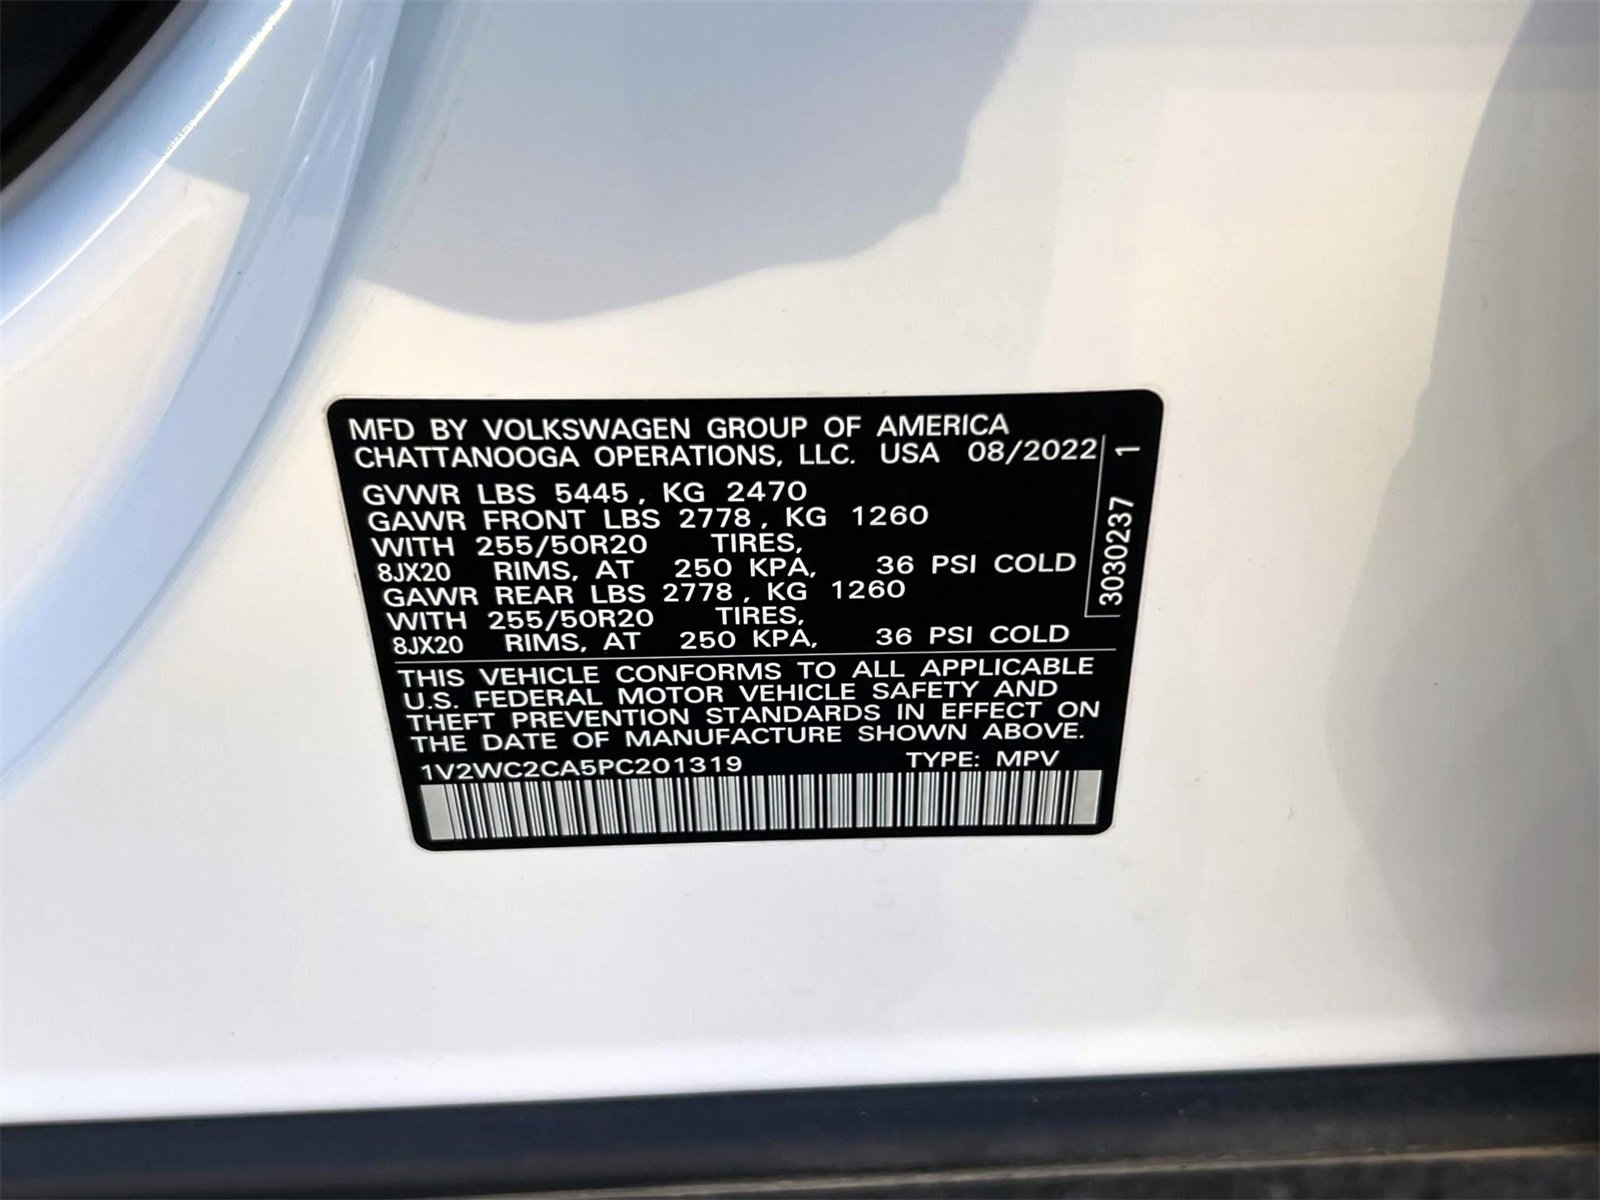 MFD BY VOLKSWAGEN GROUP OF AMERICA
CHATTANOOGA OPERATIONS, LLC. USA 08/2022
GVWR LBS 5445, KG 2470
GAWR FRONT LBS 2778, KG 1260
WITH 255/50R20 TIRES,
8JX20 RIMS, AT 250 KPA, 36 PSI COLD
GAWR REAR LBS 2778, KG 1260
WITH 255/50R20 TIRES,
8JX20 RIMS, AT 250 KPA, 36 PSI COLD
3030237 1
THIS VEHICLE CONFORMS TO ALL APPLICABLE
U.S. FEDERAL MOTOR VEHICLE SAFETY AND
THEFT PREVENTION STANDARDS IN EFFECT ON
THE DATE OF MANUFACTURE SHOWN ABOVE.
1V2WC2CA5PC201319 TYPE: MPV